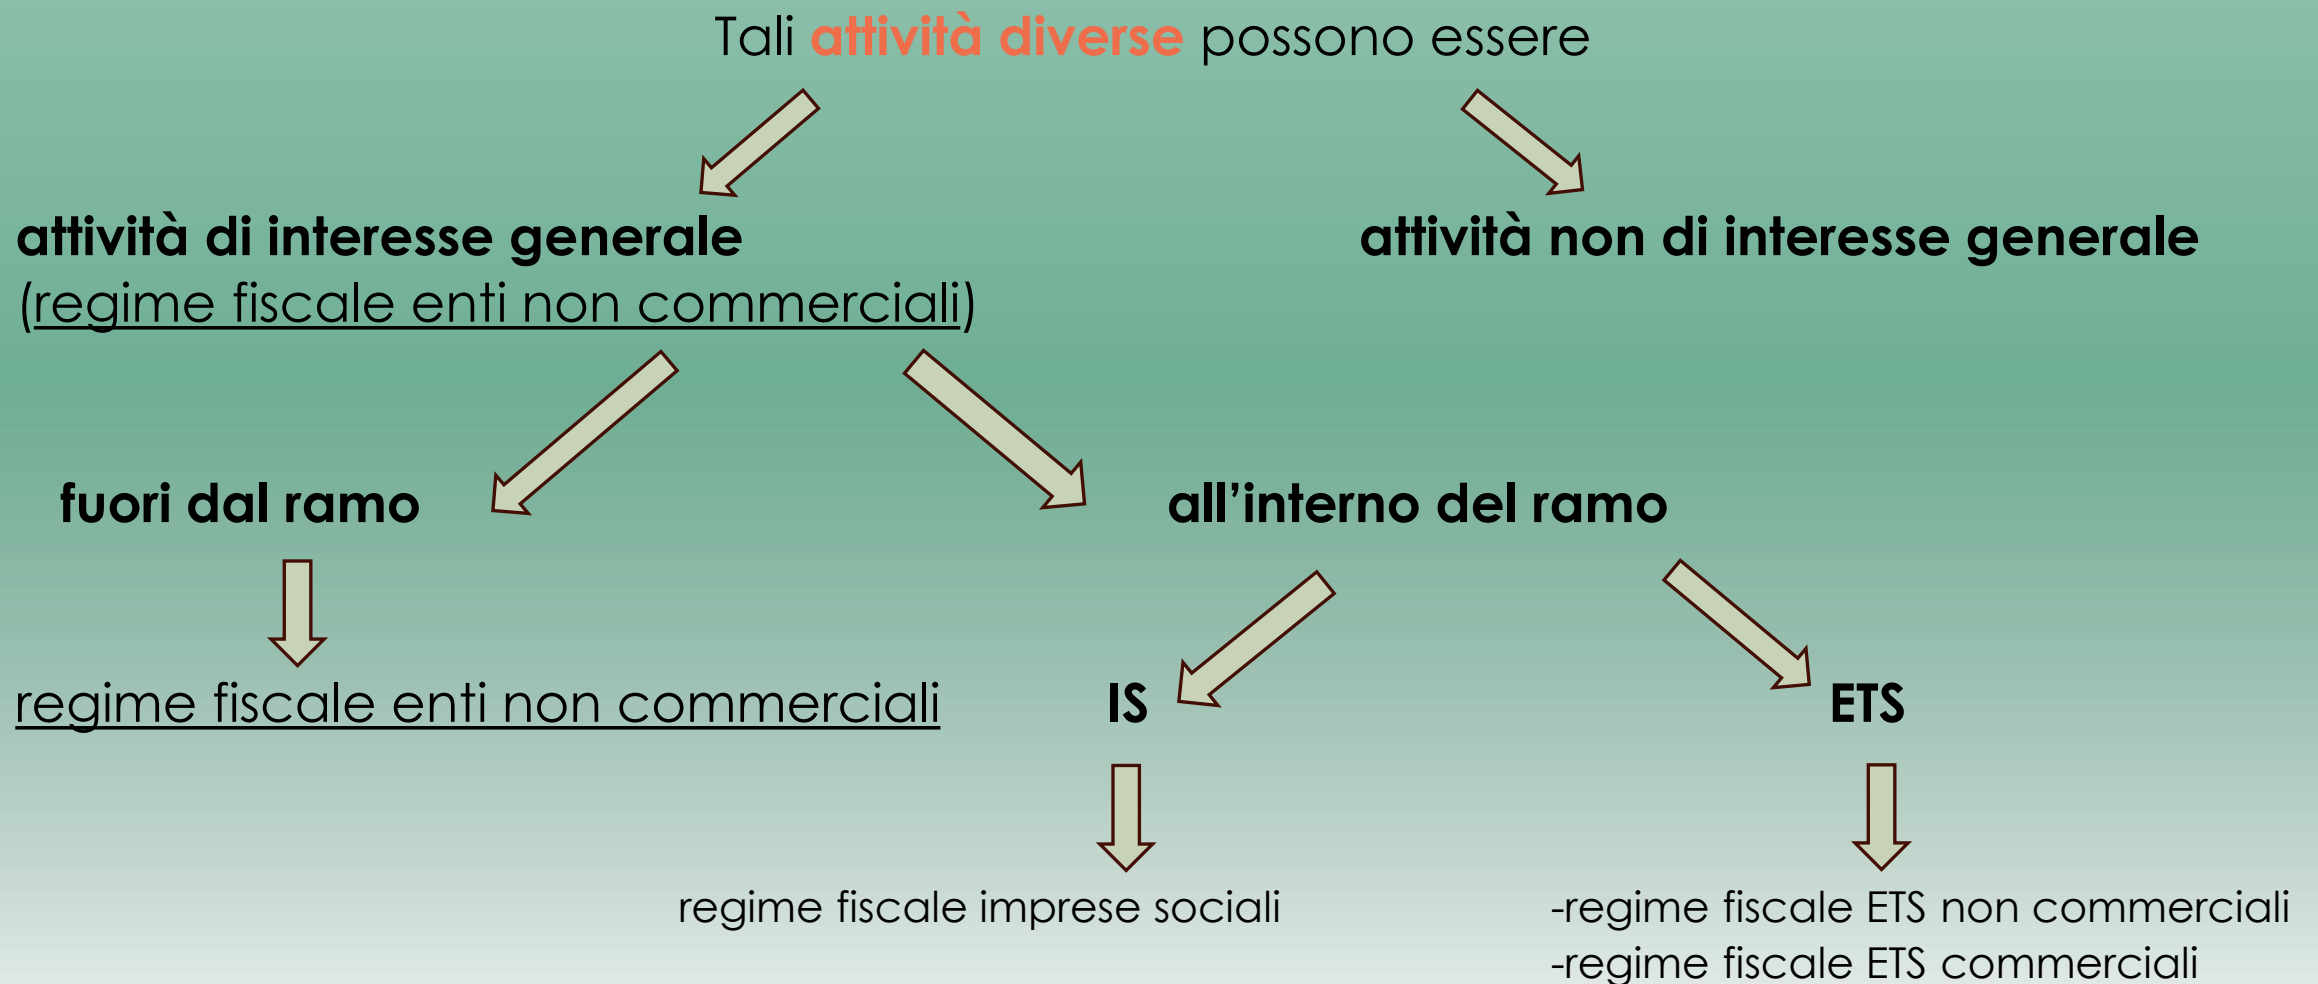 Tali attività diverse possono essere
attività di interesse generale
(regime fiscale enti non commerciali)
attività non di interesse generale
fuori dal ramo
all’interno del ramo
regime fiscale enti non commerciali
IS
ETS
regime fiscale imprese sociali
-regime fiscale ETS non commerciali
-regime fiscale ETS commerciali